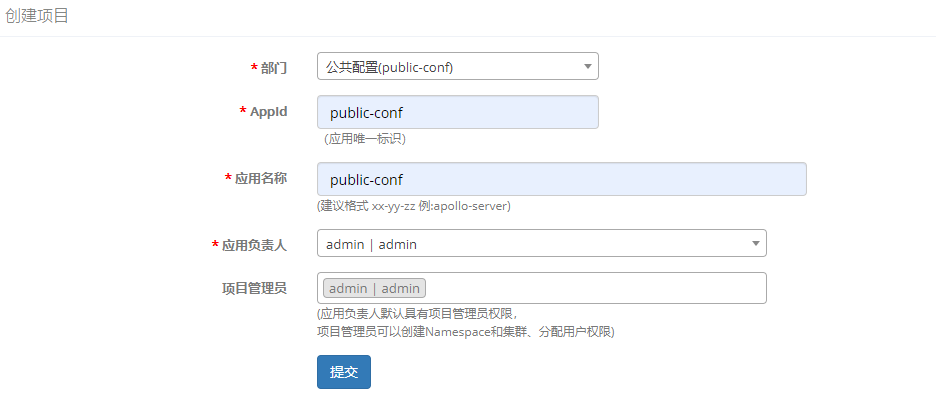 创建项目
* 部门 公共配置(public-conf)
* AppId public-conf
(应用唯一标识)
* 应用名称 public-conf
(建议格式 xx-yy-zz 例:apollo-server)
* 应用负责人 admin | admin
项目管理员 admin | admin
(应用负责人默认具有项目管理员权限，
项目管理员可以创建Namespace和集群、分配用户权限)
提交